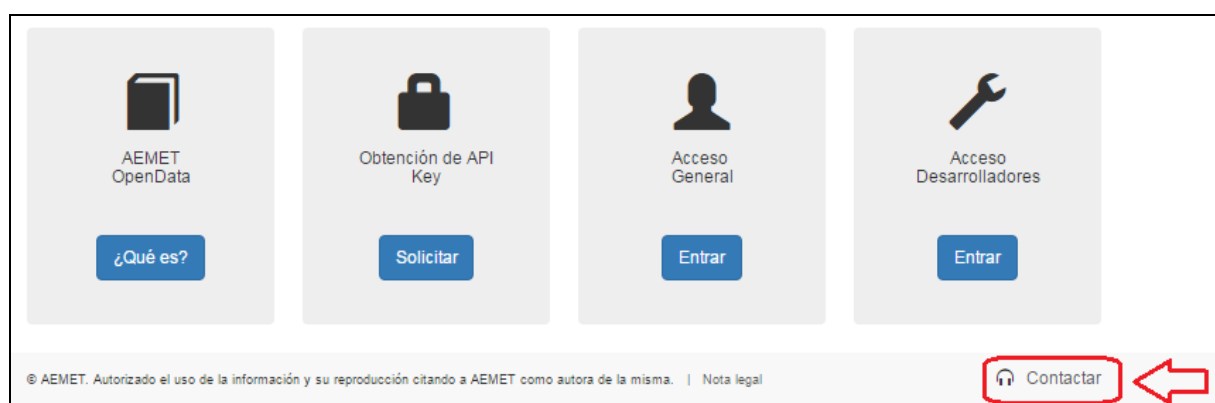 AEMET
OpenData
¿Qué es?
Obtención de API
Key
Solicitar
Acceso
General
Entrar
Acceso
Desarrolladores
Entrar
© AEMET. Autorizado el uso de la información y su reproducción citando a AEMET como autora de la misma. | Nota legal
Contactar